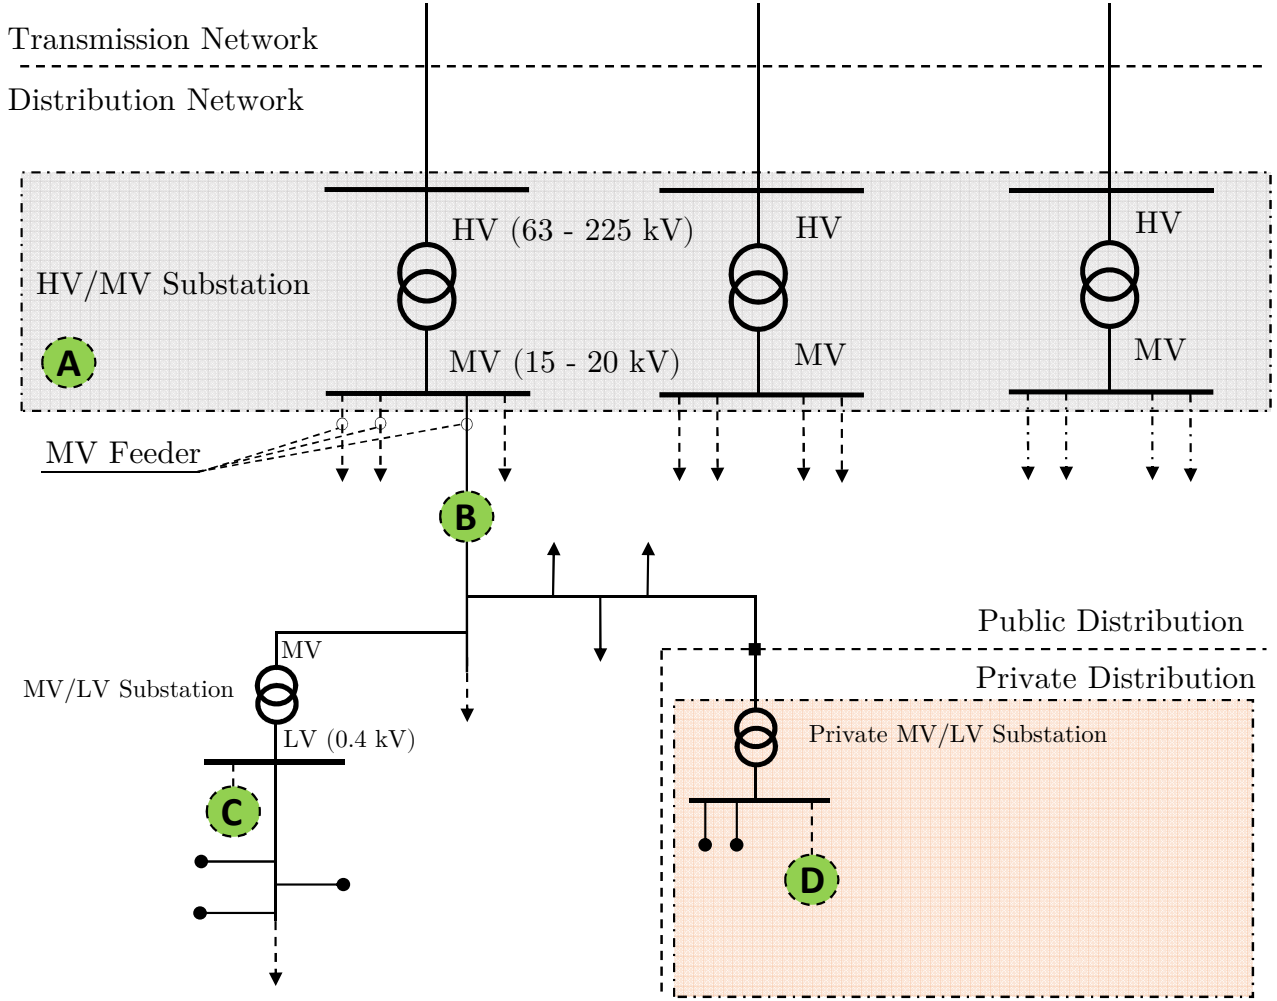 Transmission Network
Distribution Network
HV (63 - 225 kV)
HV
HV
HV/MV Substation
A
MV (15 - 20 kV)
MV
MV
MV Feeder
B
Public Distribution
MV
MV/LV Substation
Private Distribution
LV (0.4 kV)
Private MV/LV Substation
C
D